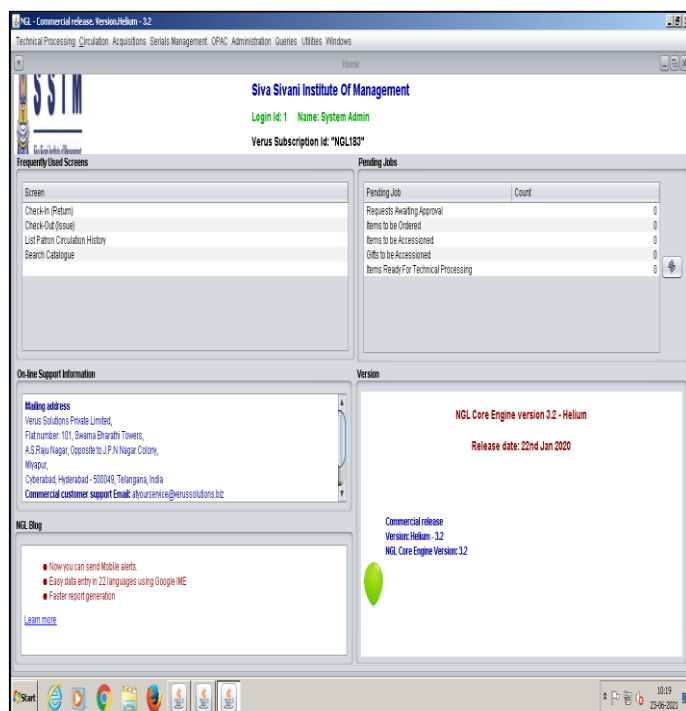 NGL - Commercial release. Version.Helium - 3.2
Technical Processing Circulation Acquisitions Serials Management OPAC Administration Queries Utilities Windows
Home
SSIM
Siva Sivani Institute Of Management
Login Id: 1 Name: System Admin
Verus Subscription Id: "NGL183"
Frequently Used Screens
Screen
Check-In (Return)
Check-Out (Issue)
List Patron Circulation History
Search Catalogue
Pending Jobs
Pending Job Count
Requests Awaiting Approval 0
Items to be Ordered 0
Items to be Accessioned 0
Gifts to be Accessioned 0
Items Ready For Technical Processing 0
On-line Support Information
Mailing address
Verus Solutions Private Limited,
Flat number: 101, Swarna Bharathi Towers,
A.S.Raju Nagar, Opposite to J.P.N Nagar Colony,
Miyapur,
Cyberabad, Hyderabad - 500049, Telangana, India
Commercial customer support Email: atyourservice@verussolutions.biz
Version
NGL Core Engine version 3.2 - Helium
Release date: 22nd Jan 2020
Commercial release
Version: Helium - 3.2
NGL Core Engine Version: 3.2
NGL Blog
Now you can send Mobile alerts.
Easy data entry in 22 languages using Google IME
Faster report generation
Learn more
Start
10:19
23-06-2021